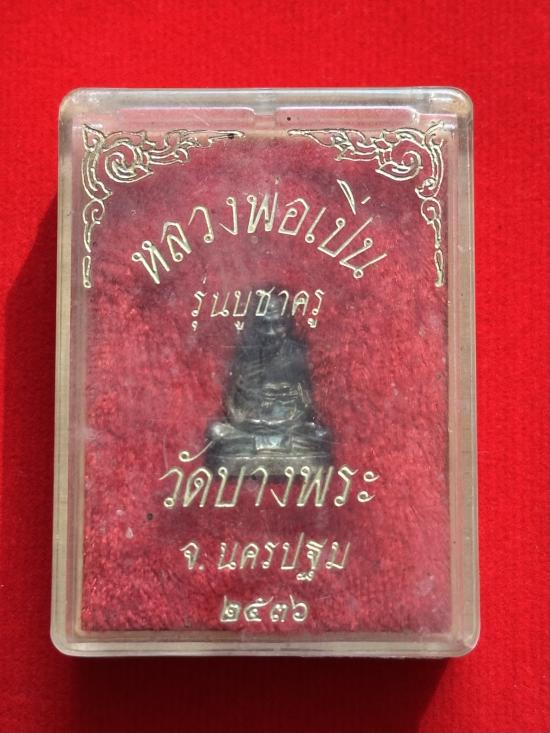 หลวงพ่อเปิ่น
รุ่นบูชาครู
วัดบางพระ
จ. นครปฐม
๒๕๓๖